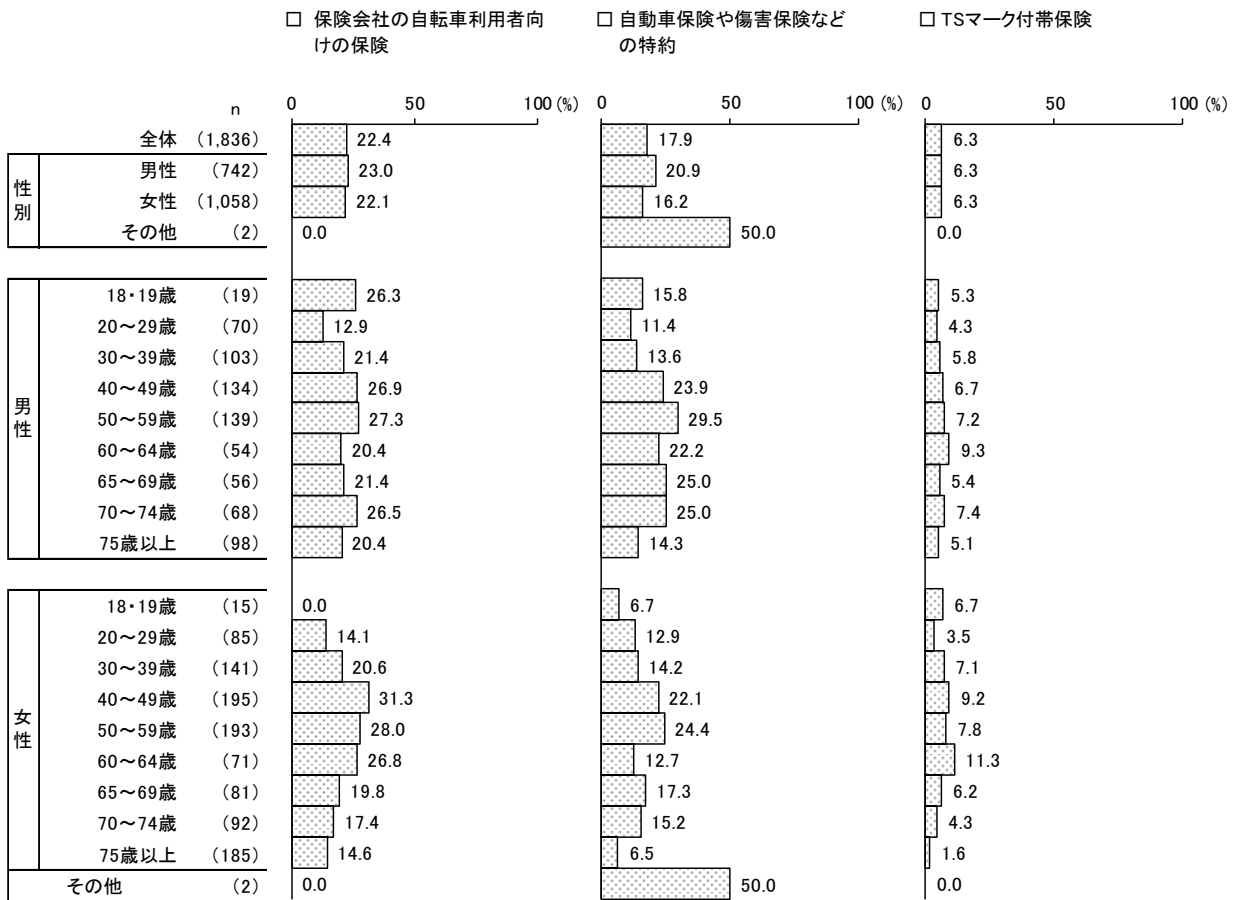 □ 保険会社の自転車利用者向けの保険
□ 自動車保険や傷害保険などの特約
□ TSマーク付帯保険
n 0 50 100 (%) 0 50 100 (%) 0 50 100 (%)
全体 (1,836) 22.4 17.9 6.3
性別
男性 (742) 23.0 20.9 6.3
女性 (1,058) 22.1 16.2 6.3
その他 (2) 0.0 50.0 0.0
男性
18・19歳 (19) 26.3 15.8 5.3
20～29歳 (70) 12.9 11.4 4.3
30～39歳 (103) 21.4 13.6 5.8
40～49歳 (134) 26.9 23.9 6.7
50～59歳 (139) 27.3 29.5 7.2
60～64歳 (54) 20.4 22.2 9.3
65～69歳 (56) 21.4 25.0 5.4
70～74歳 (68) 26.5 25.0 7.4
75歳以上 (98) 20.4 14.3 5.1
女性
18・19歳 (15) 0.0 6.7 6.7
20～29歳 (85) 14.1 12.9 3.5
30～39歳 (141) 20.6 14.2 7.1
40～49歳 (195) 31.3 22.1 9.2
50～59歳 (193) 28.0 24.4 7.8
60～64歳 (71) 26.8 12.7 11.3
65～69歳 (81) 19.8 17.3 6.2
70～74歳 (92) 17.4 15.2 4.3
75歳以上 (185) 14.6 6.5 1.6
その他 (2) 0.0 50.0 0.0